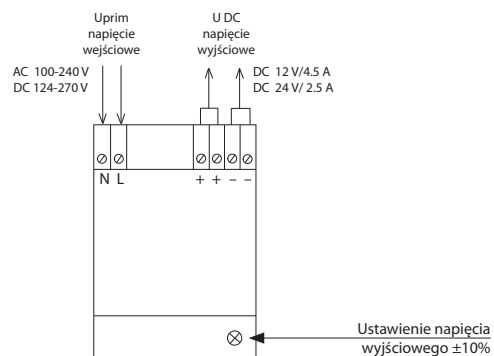 Uprim
napięcie
wejściowe
U DC
napięcie
wyjściowe
AC 100-240 V
DC 124-270 V
DC 12 V/4.5 A
DC 24 V/ 2.5 A
N L + + – –
Ustawienie napięcia
wyjściowego ±10%